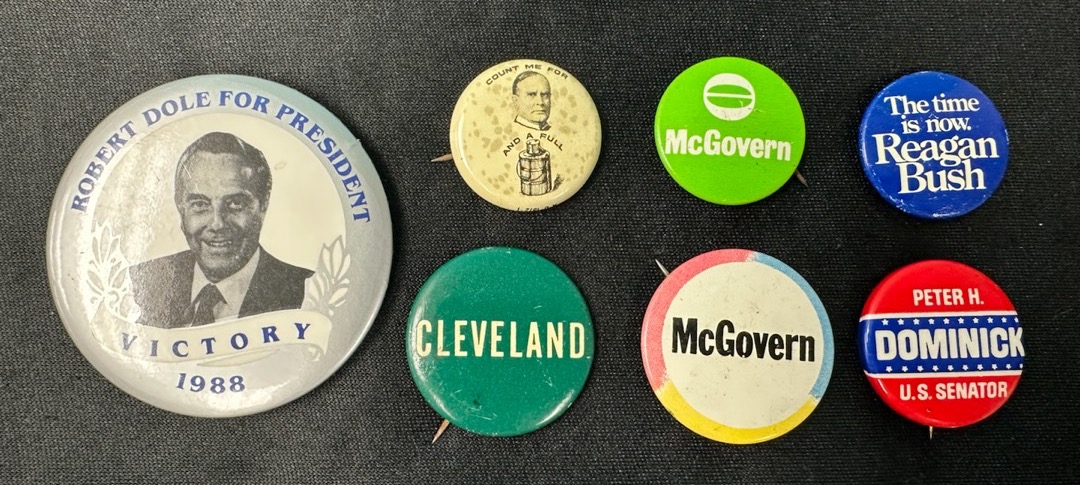 ROBERT DOLE FOR PRESIDENT
VICTORY
1988
COUNT ME FOR
AND A FULL
McGovern
The time
is now.
Reagan
Bush
CLEVELAND
McGovern
PETER H.
DOMINICK
U.S. SENATOR